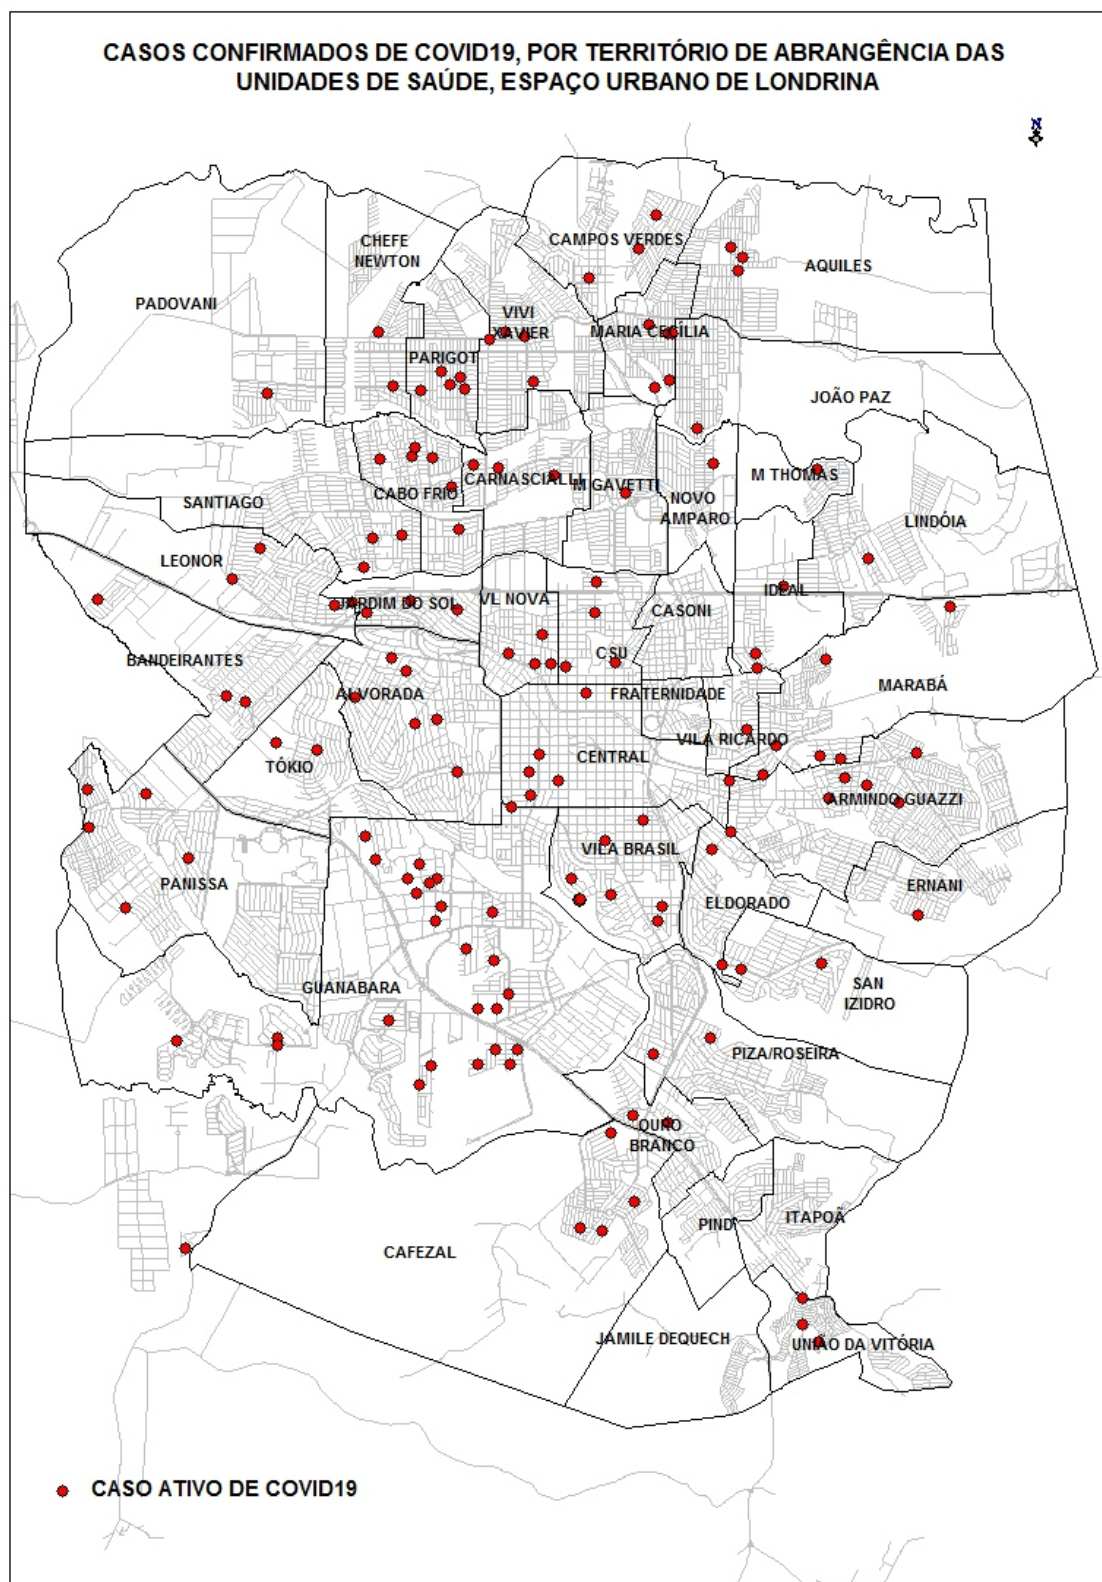 CASOS CONFIRMADOS DE COVID19, POR TERRITÓRIO DE ABRANGÊNCIA DAS
UNIDADES DE SAÚDE, ESPAÇO URBANO DE LONDRINA
N
CHEFE
NEWTON
CAMPOS VERDES
AQUILES
PADOVANI
VIVI
XAVIER
MARIA CECÍLIA
PARIGOT
JOÃO PAZ
SANTIAGO
CABO FRIO
CARNASCIALLI
M GAVETTI
NOVO
AMPARO
M THOMAS
LINDÓIA
LEONOR
JARDIM DO SOL
VL NOVA
CASONI
IDEAL
BANDEIRANTES
CSU
MARABÁ
ALVORADA
FRATERNIDADE
VILA RICARDO
TÓKIO
CENTRAL
ARMINDO GUAZZI
VILA BRASIL
PANISSA
ELDORADO
ERNANI
GUANABARA
SAN
IZIDRO
PIZA/ROSEIRA
OURO
BRANCO
PIND
ITAPOÃ
CAFEZAL
JAMILE DEQUECH
UNIÃO DA VITÓRIA
CASO ATIVO DE COVID19